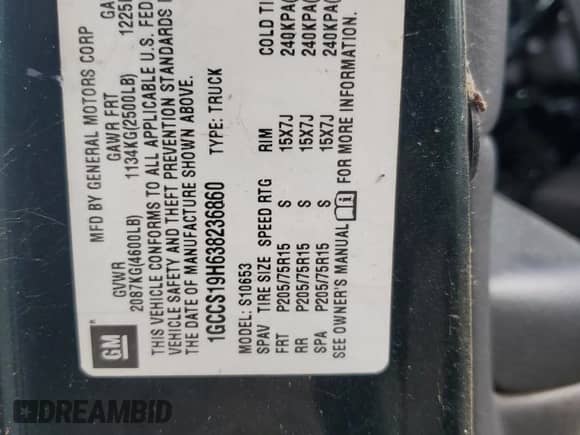 GM
MFD BY GENERAL MOTORS CORP
GVWR GAWR FRT GA
2087KG(4600LB) 1134KG(2500LB) 1225
THIS VEHICLE CONFORMS TO ALL APPLICABLE U.S. FED
VEHICLE SAFETY AND THEFT PREVENTION STANDARDS
THE DATE OF MANUFACTURE SHOWN ABOVE.
1GCCS19H638236860 TYPE: TRUCK
MODEL: S10653
SPAV TIRE SIZE SPEED RTG RIM COLD TI
FRT P205/75R15 S 15X7J 240KPA(
RR P205/75R15 S 15X7J 240KPA(
SPA P205/75R15 S 15X7J 240KPA(
SEE OWNER'S MANUAL i FOR MORE INFORMATION.
DREAMBID